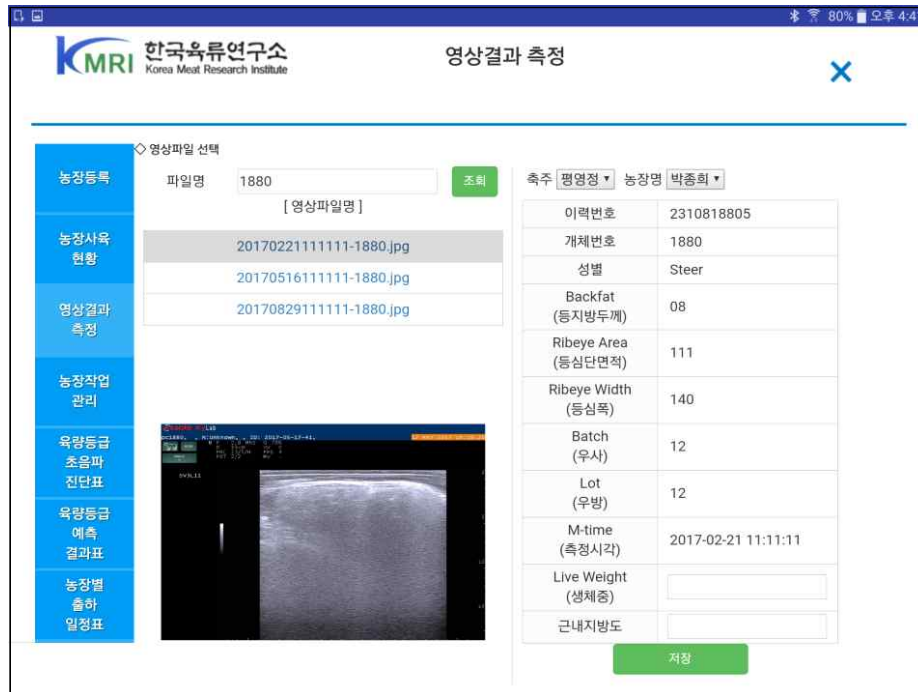 80% 오후 4:4
KMRI 한국육류연구소
Korea Meat Research Institute
영상결과 측정
농장등록
농장사육
현황
영상결과
측정
농장작업
관리
육량등급
초음파
진단표
육량등급
예측
결과표
농장별
출하
일정표
◇ 영상파일 선택
파일명 1880 조회
[ 영상파일명 ]
20170221111111-1880.jpg
20170516111111-1880.jpg
20170829111111-1880.jpg
SV3L11
축주 평영정 농장명 박종희
이력번호 2310818805
개체번호 1880
성별 Steer
Backfat
(등지방두께) 08
Ribeye Area
(등심단면적) 111
Ribeye Width
(등심폭) 140
Batch
(우사) 12
Lot
(우방) 12
M-time
(측정시각) 2017-02-21 11:11:11
Live Weight
(생체중)
근내지방도
저장